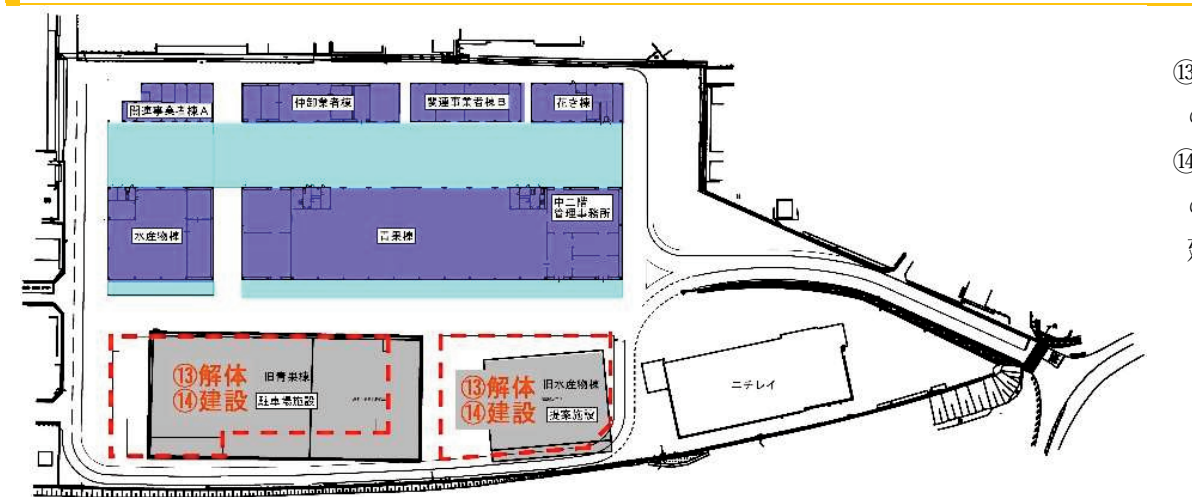 関連事業者棟A
仲卸業者棟
関連事業者棟B
花き棟
水産物棟
青果棟
中二階
管理事務所
⑬解体
⑭建設
旧青果棟
駐車場施設
⑬解体
⑭建設
旧水産物棟
提案施設
ニチレイ
⑬
⑭